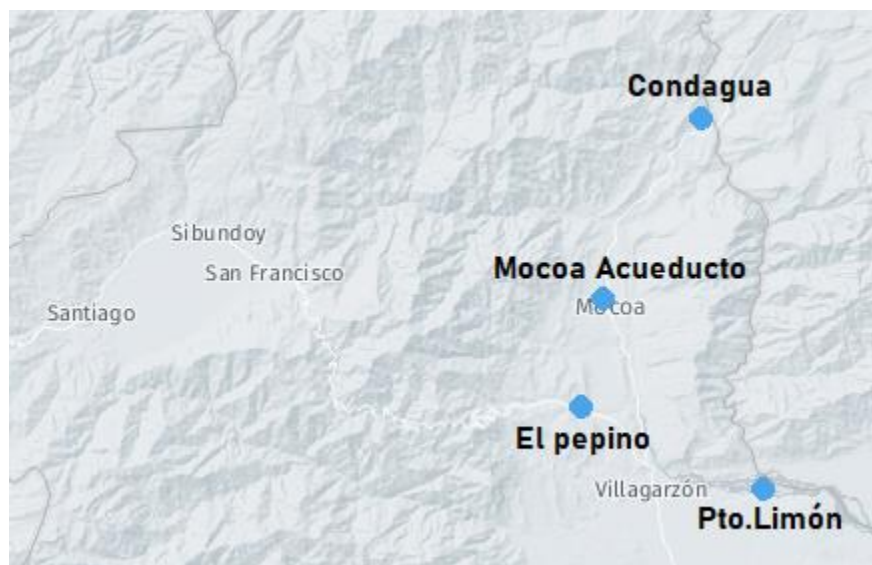 Condagua
Sibundoy
Mocoa Acueducto
San Francisco
Mocoa
Santiago
El pepino
Villagarzón
Pto.Limón